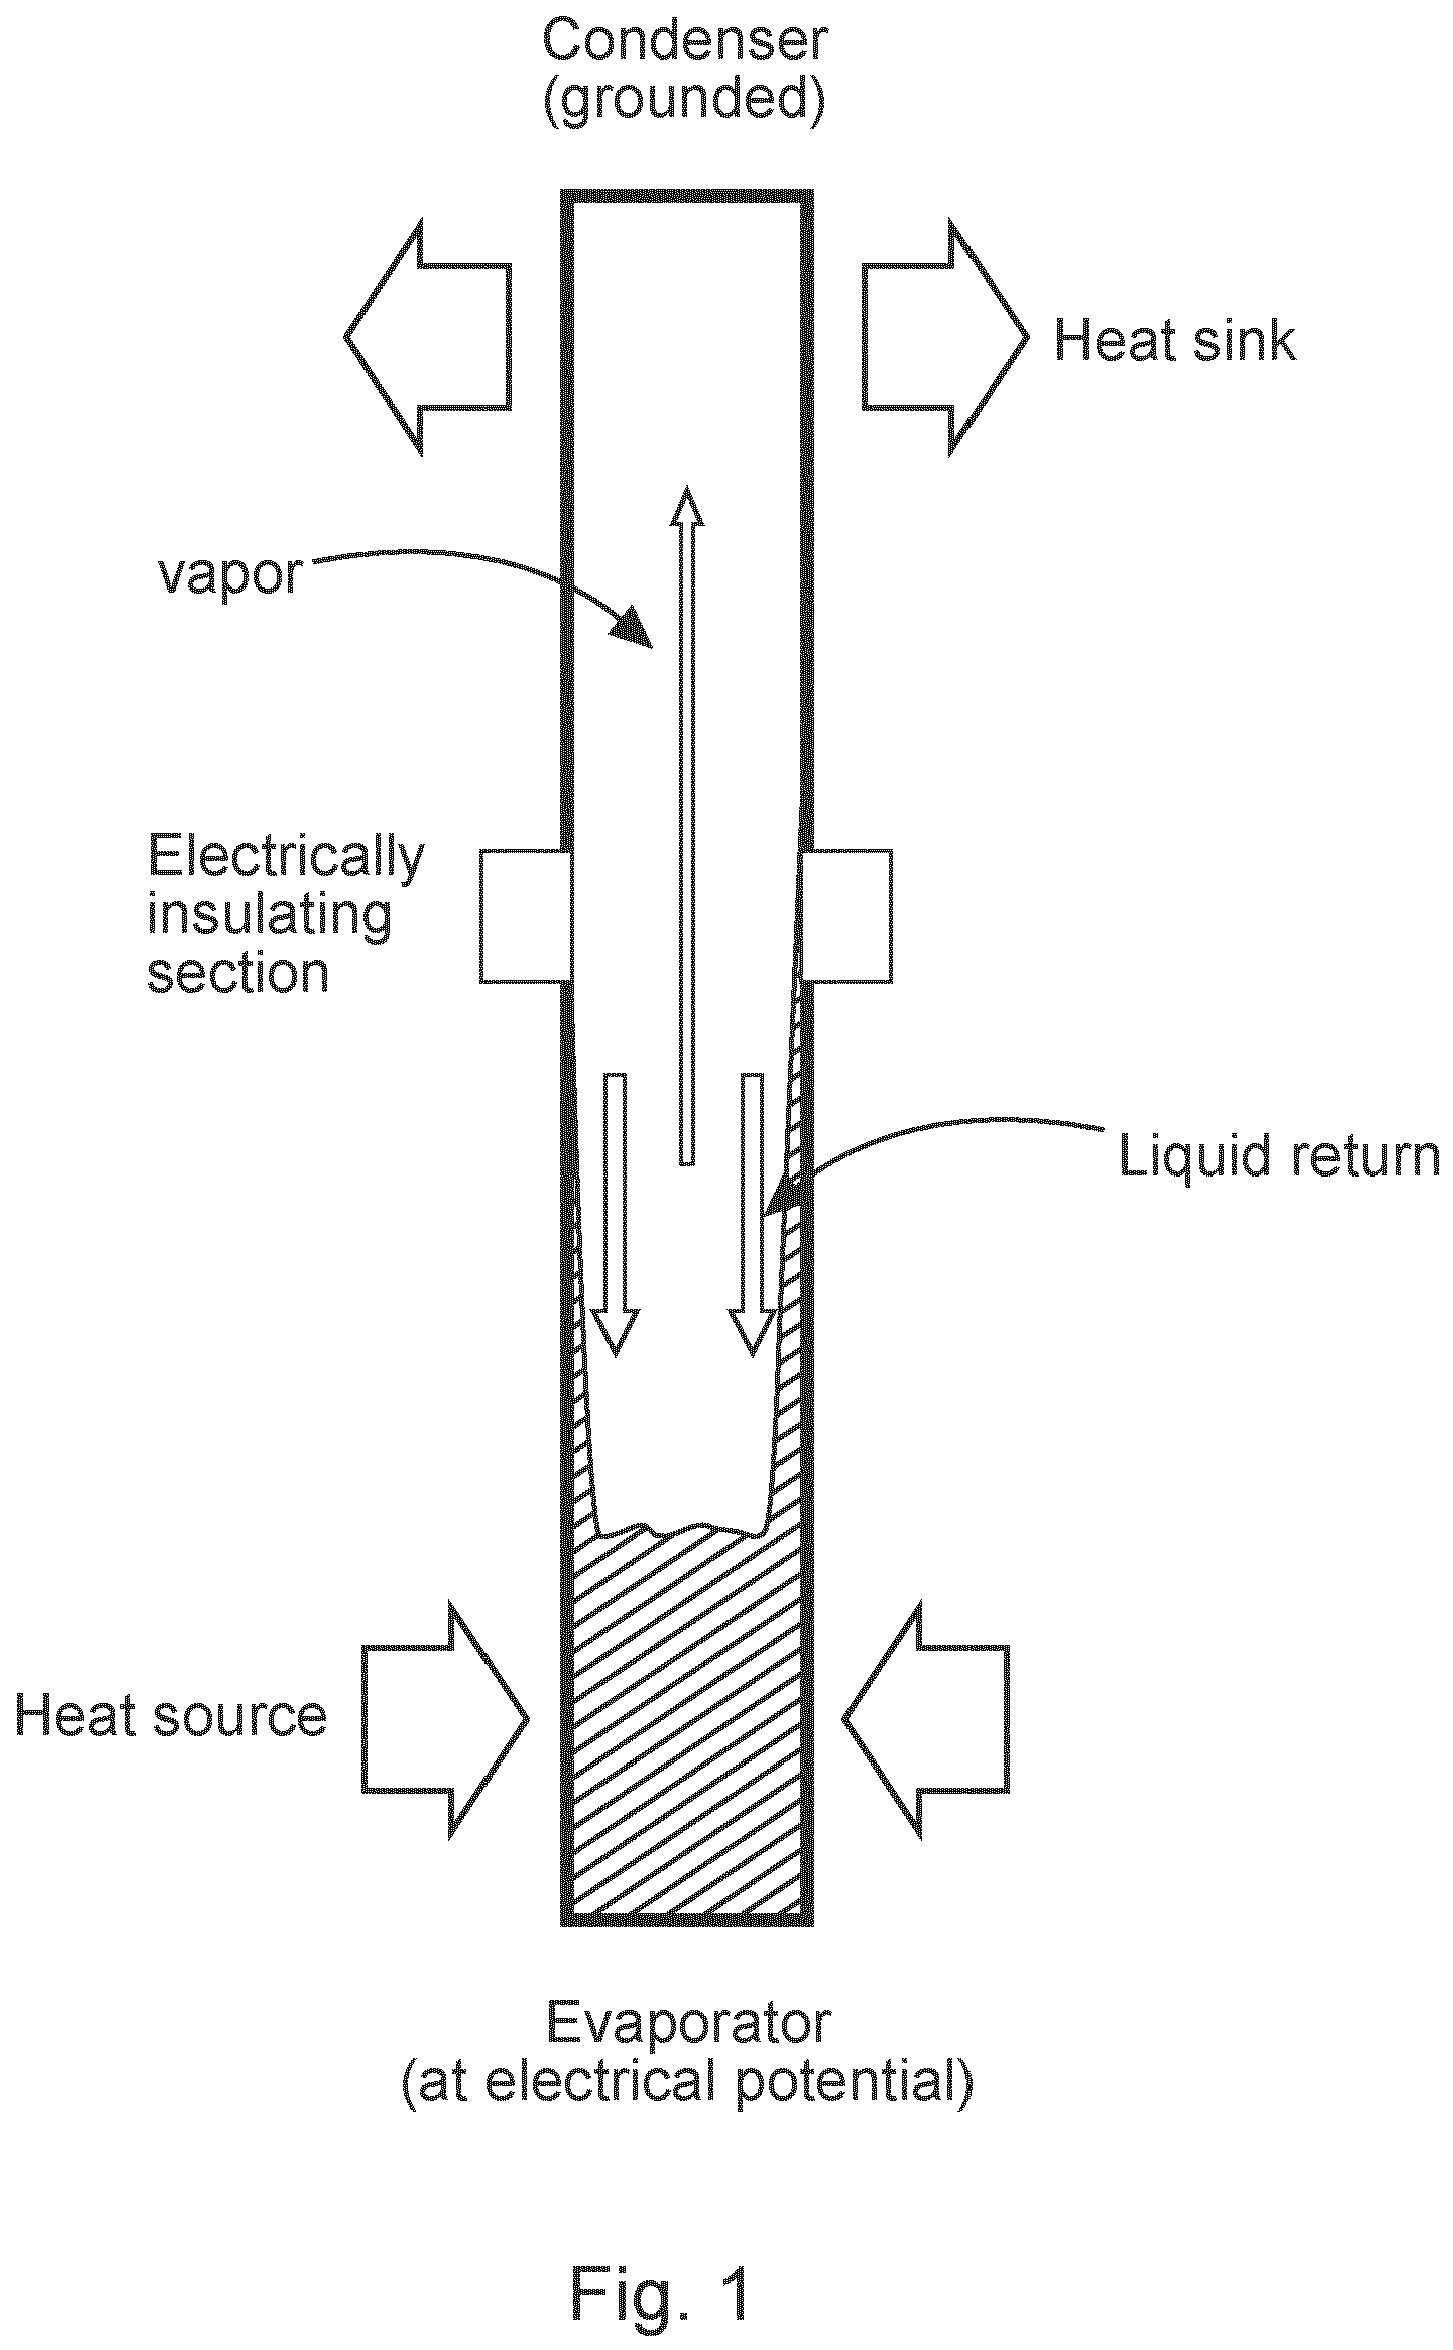 Condenser
(grounded)
Heat sink
vapor
Electrically
insulating
section
Liquid return
Heat source
Evaporator
(at electrical potential)
Fig. 1